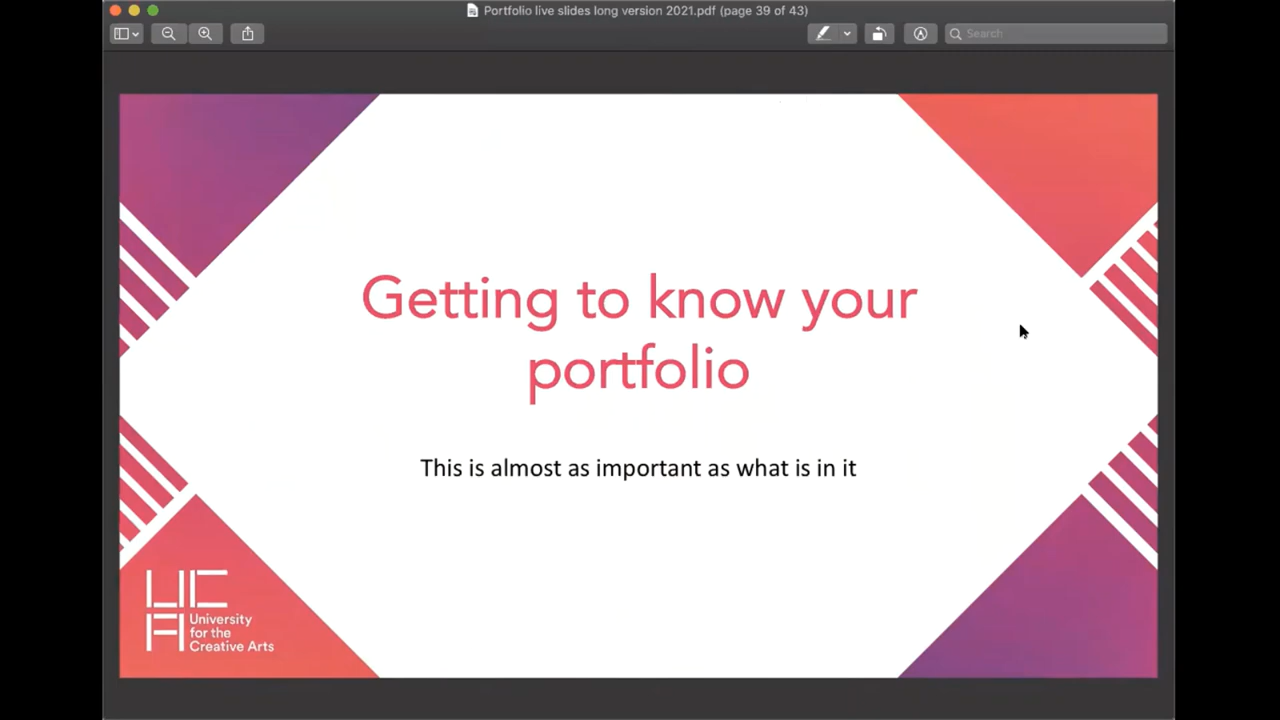 Portfolio live slides long version 2021.pdf (page 39 of 43)
Search
Getting to know your
portfolio
This is almost as important as what is in it
UC
A University
for the
Creative Arts